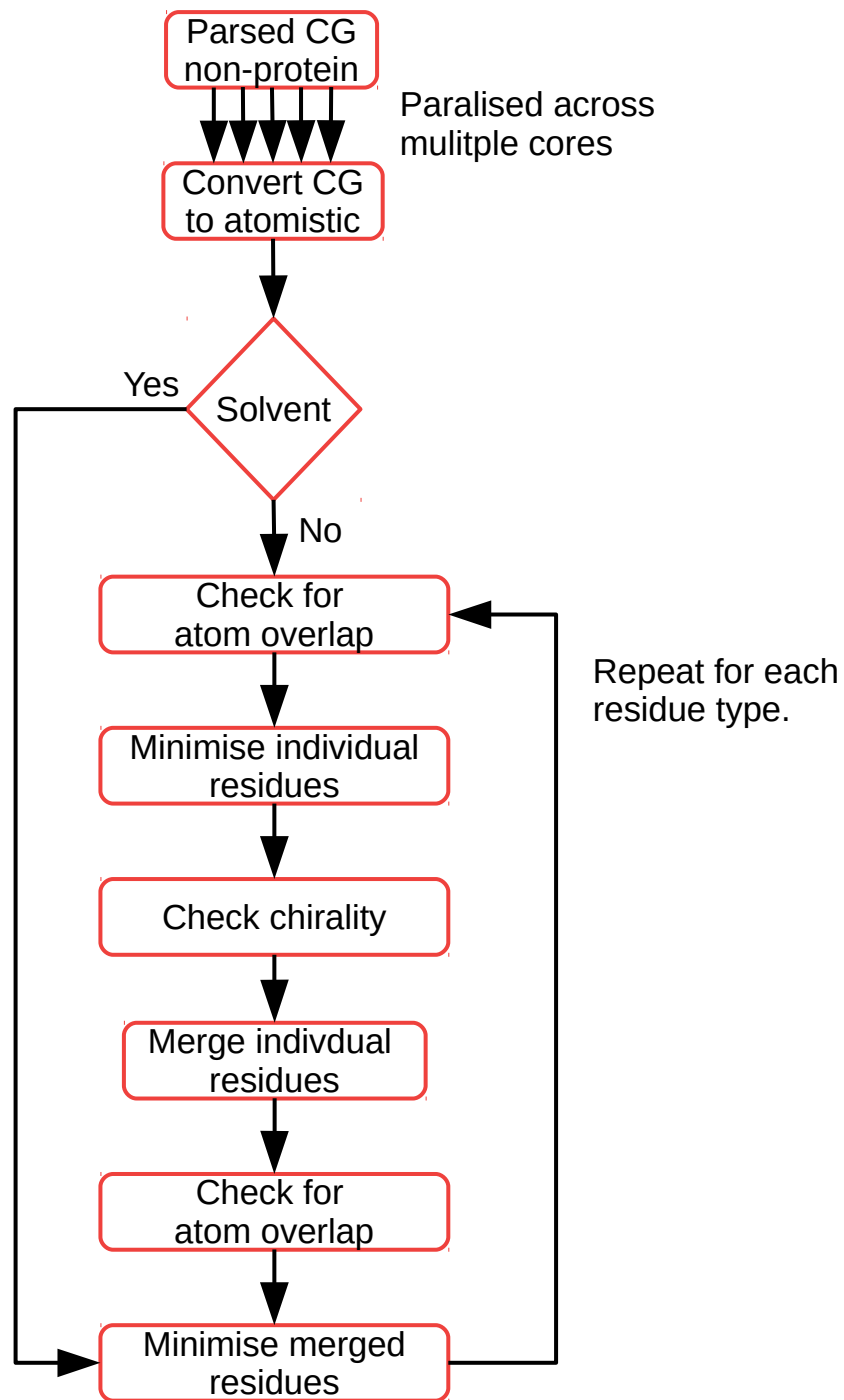 Parsed CG
non-protein
Paralised across
mulitple cores
Convert CG
to atomistic
Yes
Solvent
No
Check for
atom overlap
Repeat for each
residue type.
Minimise individual
residues
Check chirality
Merge indivdual
residues
Check for
atom overlap
Minimise merged
residues